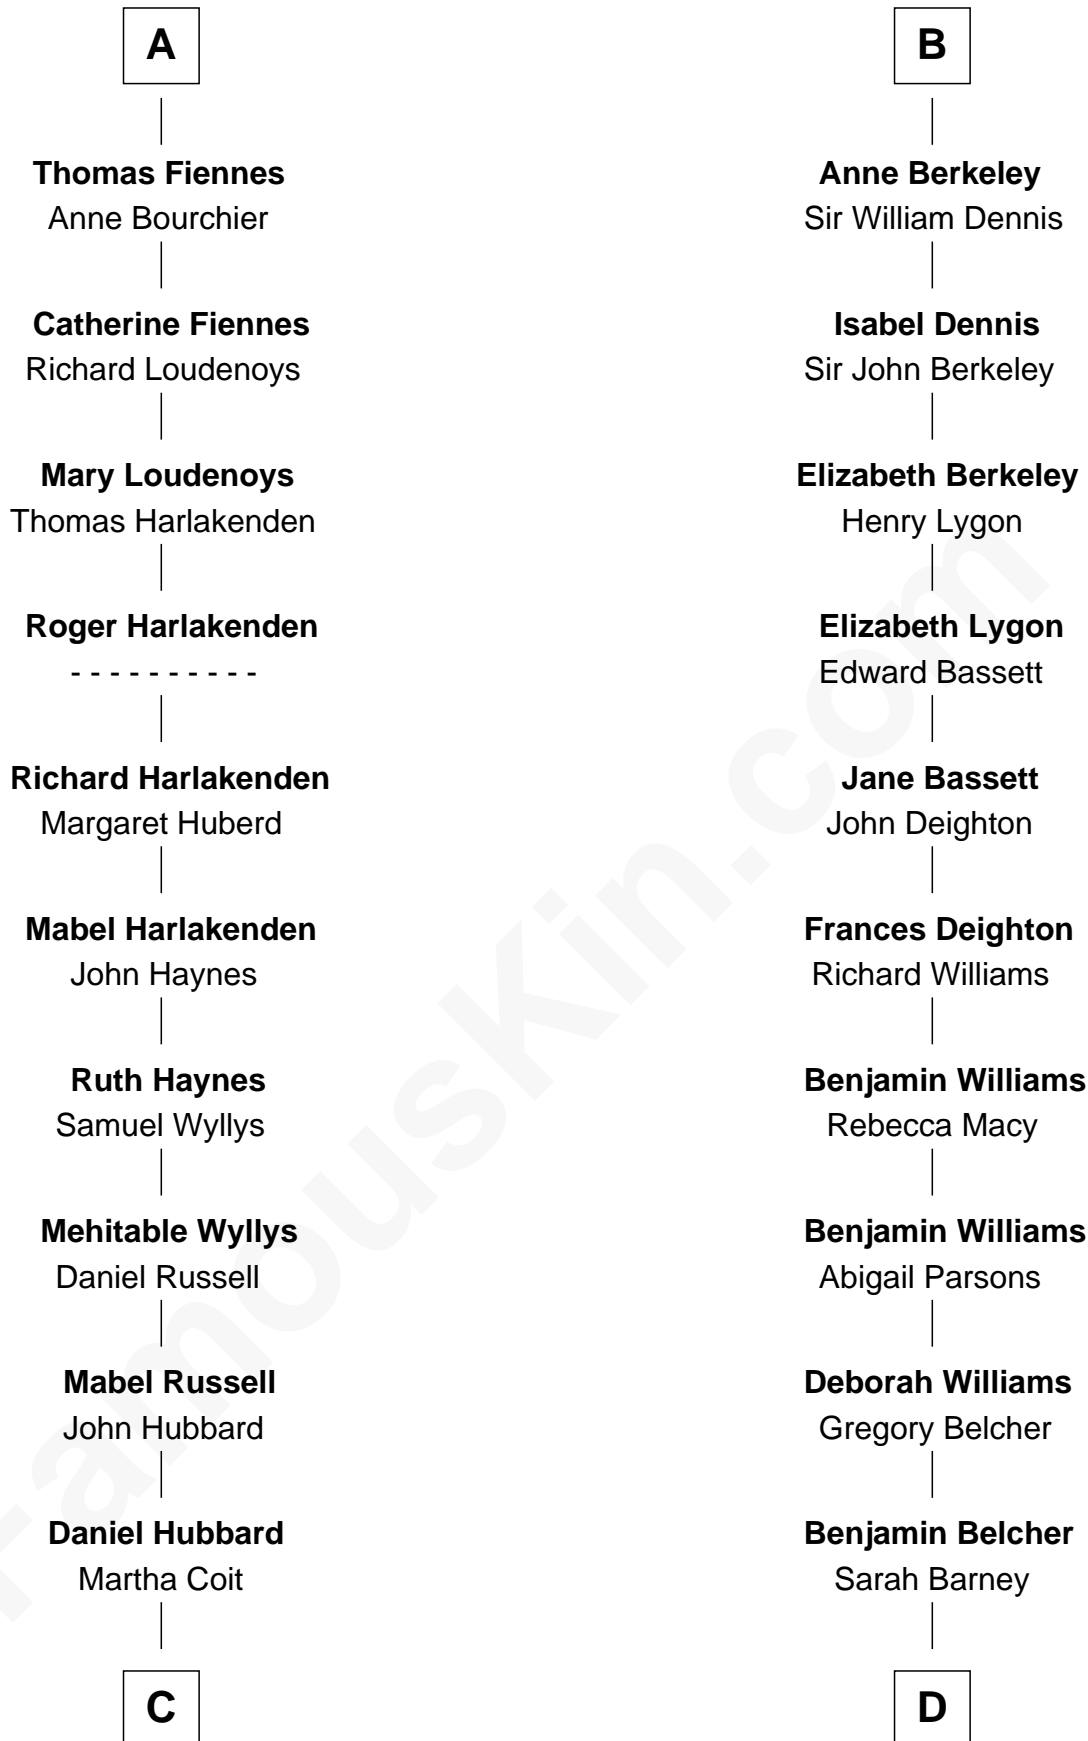 A
Thomas Fiennes
Anne Bourchier
Catherine Fiennes
Richard Loudenoys
Mary Loudenoys
Thomas Harlakenden
Roger Harlakenden
- - - - - - - - - -
Richard Harlakenden
Margaret Huberd
Mabel Harlakenden
John Haynes
Ruth Haynes
Samuel Wyllys
Mehitable Wyllys
Daniel Russell
Mabel Russell
John Hubbard
Daniel Hubbard
Martha Coit
C
B
Anne Berkeley
Sir William Dennis
Isabel Dennis
Sir John Berkeley
Elizabeth Berkeley
Henry Lygon
Elizabeth Lygon
Edward Bassett
Jane Bassett
John Deighton
Frances Deighton
Richard Williams
Benjamin Williams
Rebecca Macy
Benjamin Williams
Abigail Parsons
Deborah Williams
Gregory Belcher
Benjamin Belcher
Sarah Barney
D
FamousKin.com